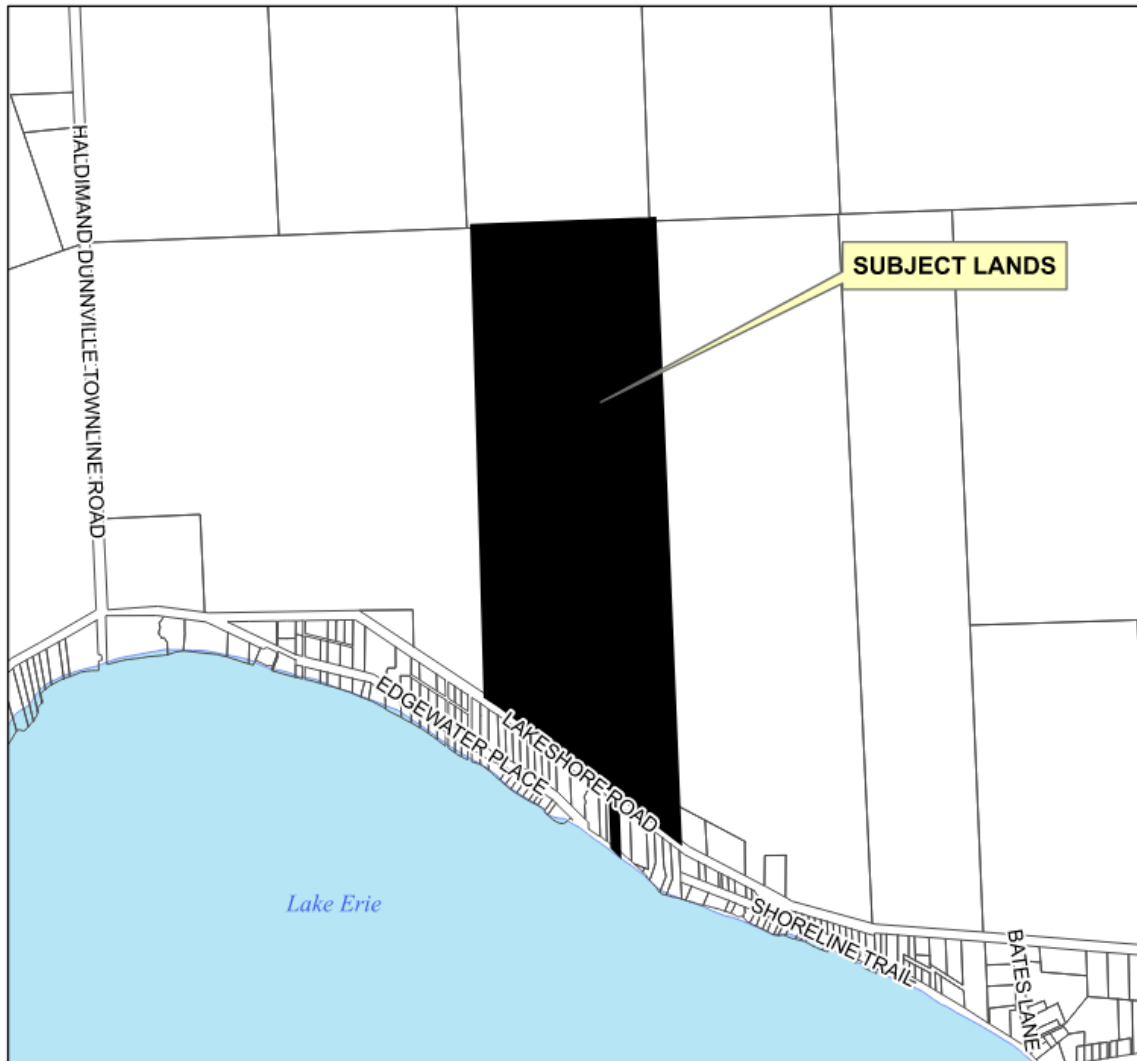 HALDIMAND DUNNVILLE TOWNLINE ROAD
SUBJECT LANDS
EDGEWATER PLACE
LAKESHORE ROAD
Lake Erie
SHORELINE TRAIL
BATES LANE